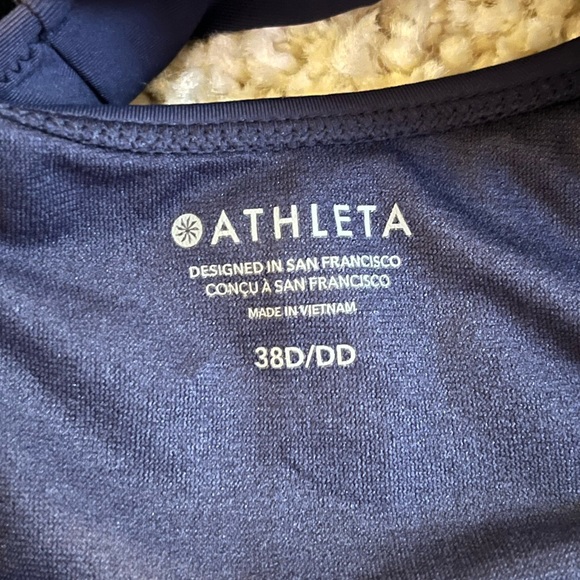 ATHLETA
DESIGNED IN SAN FRANCISCO
CONÇU À SAN FRANCISCO
MADE IN VIETNAM
38D/DD